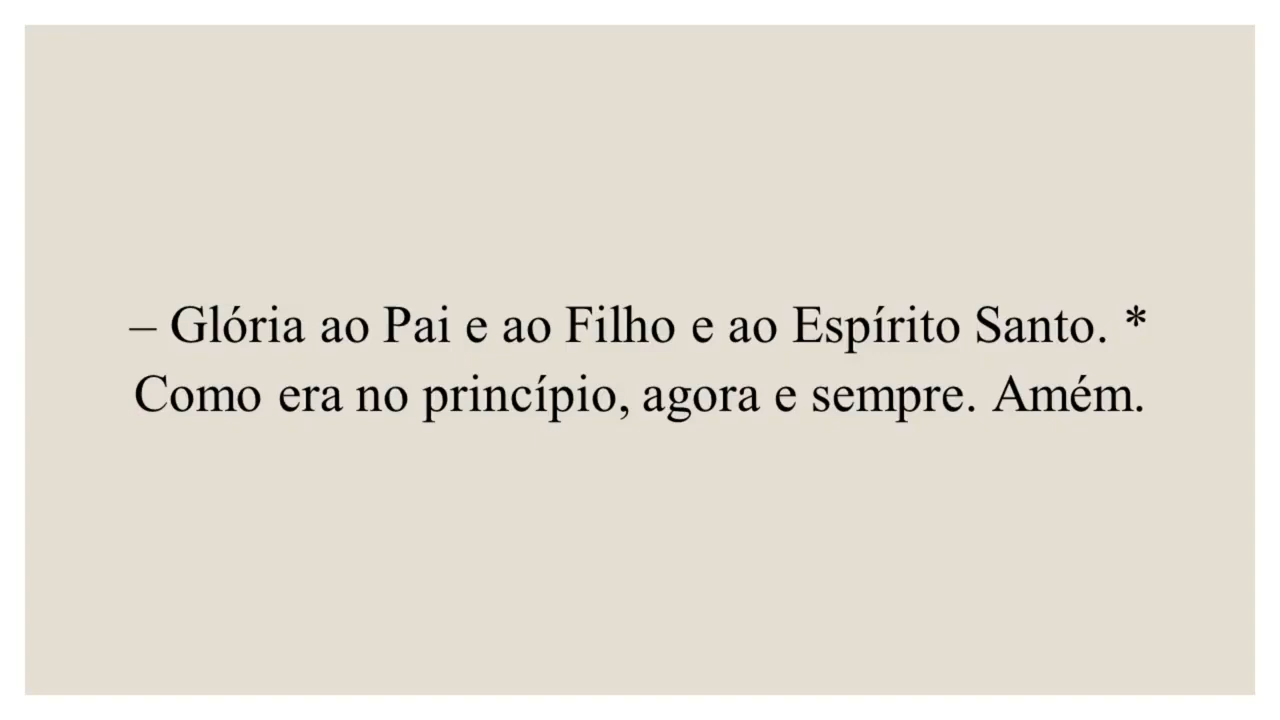 – Glória ao Pai e ao Filho e ao Espírito Santo. *
Como era no princípio, agora e sempre. Amém.